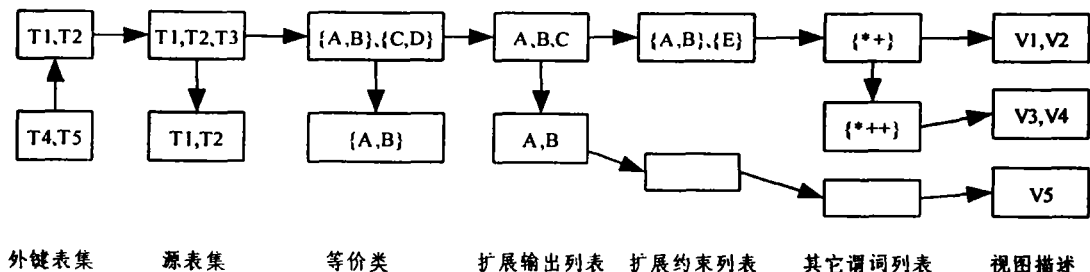 T1,T2
T1,T2,T3
{A,B}、{C,D}
A,B,C
{A,B}、{E}
{*+}
V1,V2
T4,T5
T1,T2
{A,B}
A,B
{*++}
V3,V4
V5
外键表集
源表集
等价类
扩展输出列表
扩展约束列表
其它谓词列表
视图描述